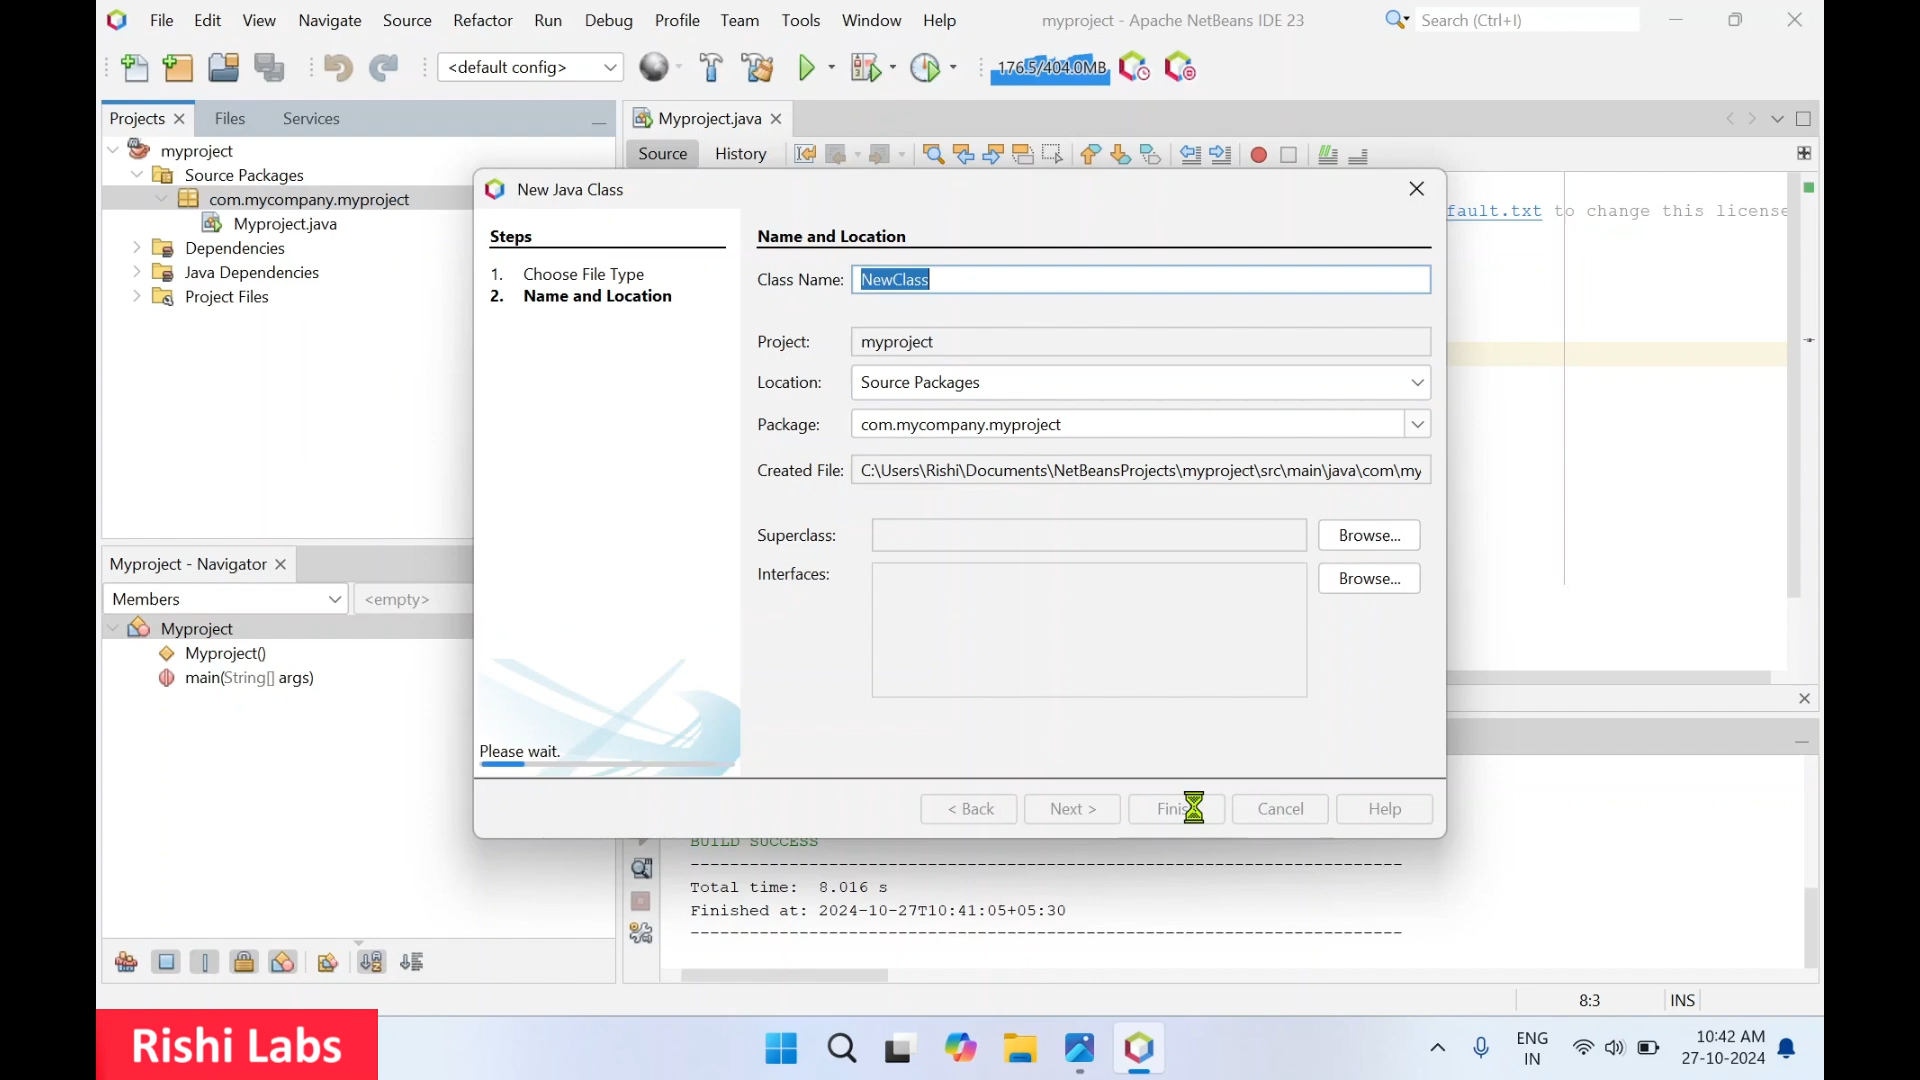 File Edit View Navigate Source Refactor Run Debug Profile Team Tools Window Help
myproject - Apache NetBeans IDE 23
Search (Ctrl+I)
<default config>
176.5/404.0MB
Projects Files Services
Myproject.java
Source History
myproject
Source Packages
com.mycompany.myproject
Myproject.java
Dependencies
Java Dependencies
Project Files
fault.txt to change this license
New Java Class
Steps
1. Choose File Type
2. Name and Location
Name and Location
Class Name: NewClass
Project: myproject
Location: Source Packages
Package: com.mycompany.myproject
Created File: C:\Users\Rishi\Documents\NetBeansProjects\myproject\src\main\java\com\my
Superclass: Browse...
Interfaces: Browse...
Please wait.
< Back Next > Finis Cancel Help
Myproject - Navigator
Members <empty>
Myproject
Myproject()
main(String[] args)
BUILD SUCCESS
------------------------------------------------------------------------
Total time: 8.016 s
Finished at: 2024-10-27T10:41:05+05:30
------------------------------------------------------------------------
8:3 INS
Rishi Labs
ENG
IN
10:42 AM
27-10-2024